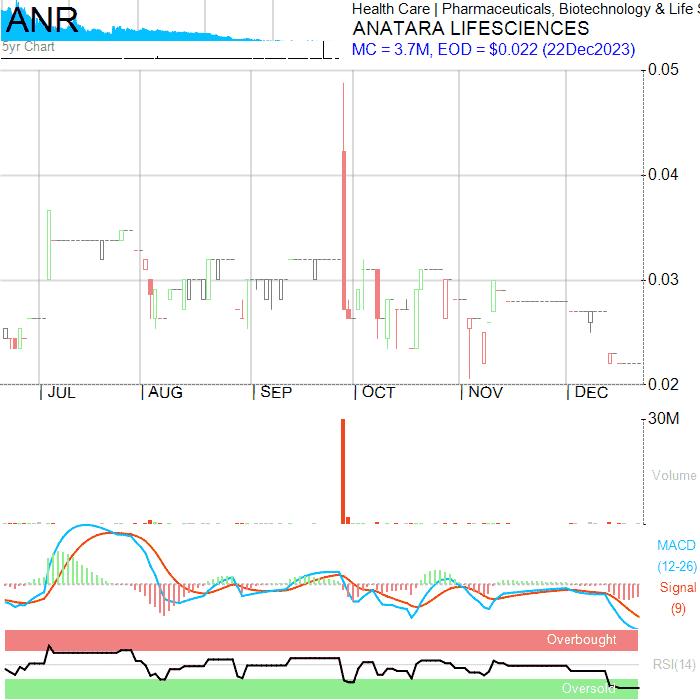 ANR
Health Care | Pharmaceuticals, Biotechnology & Life
ANATARA LIFESCIENCES
5yr Chart
MC = 3.7M, EOD = $0.022 (22Dec2023)
0.05
0.04
0.03
0.02
| JUL | AUG | SEP | OCT | NOV | DEC
30M
Volume
MACD
(12-26)
Signal
(9)
Overbought
RSI(14)
Oversold